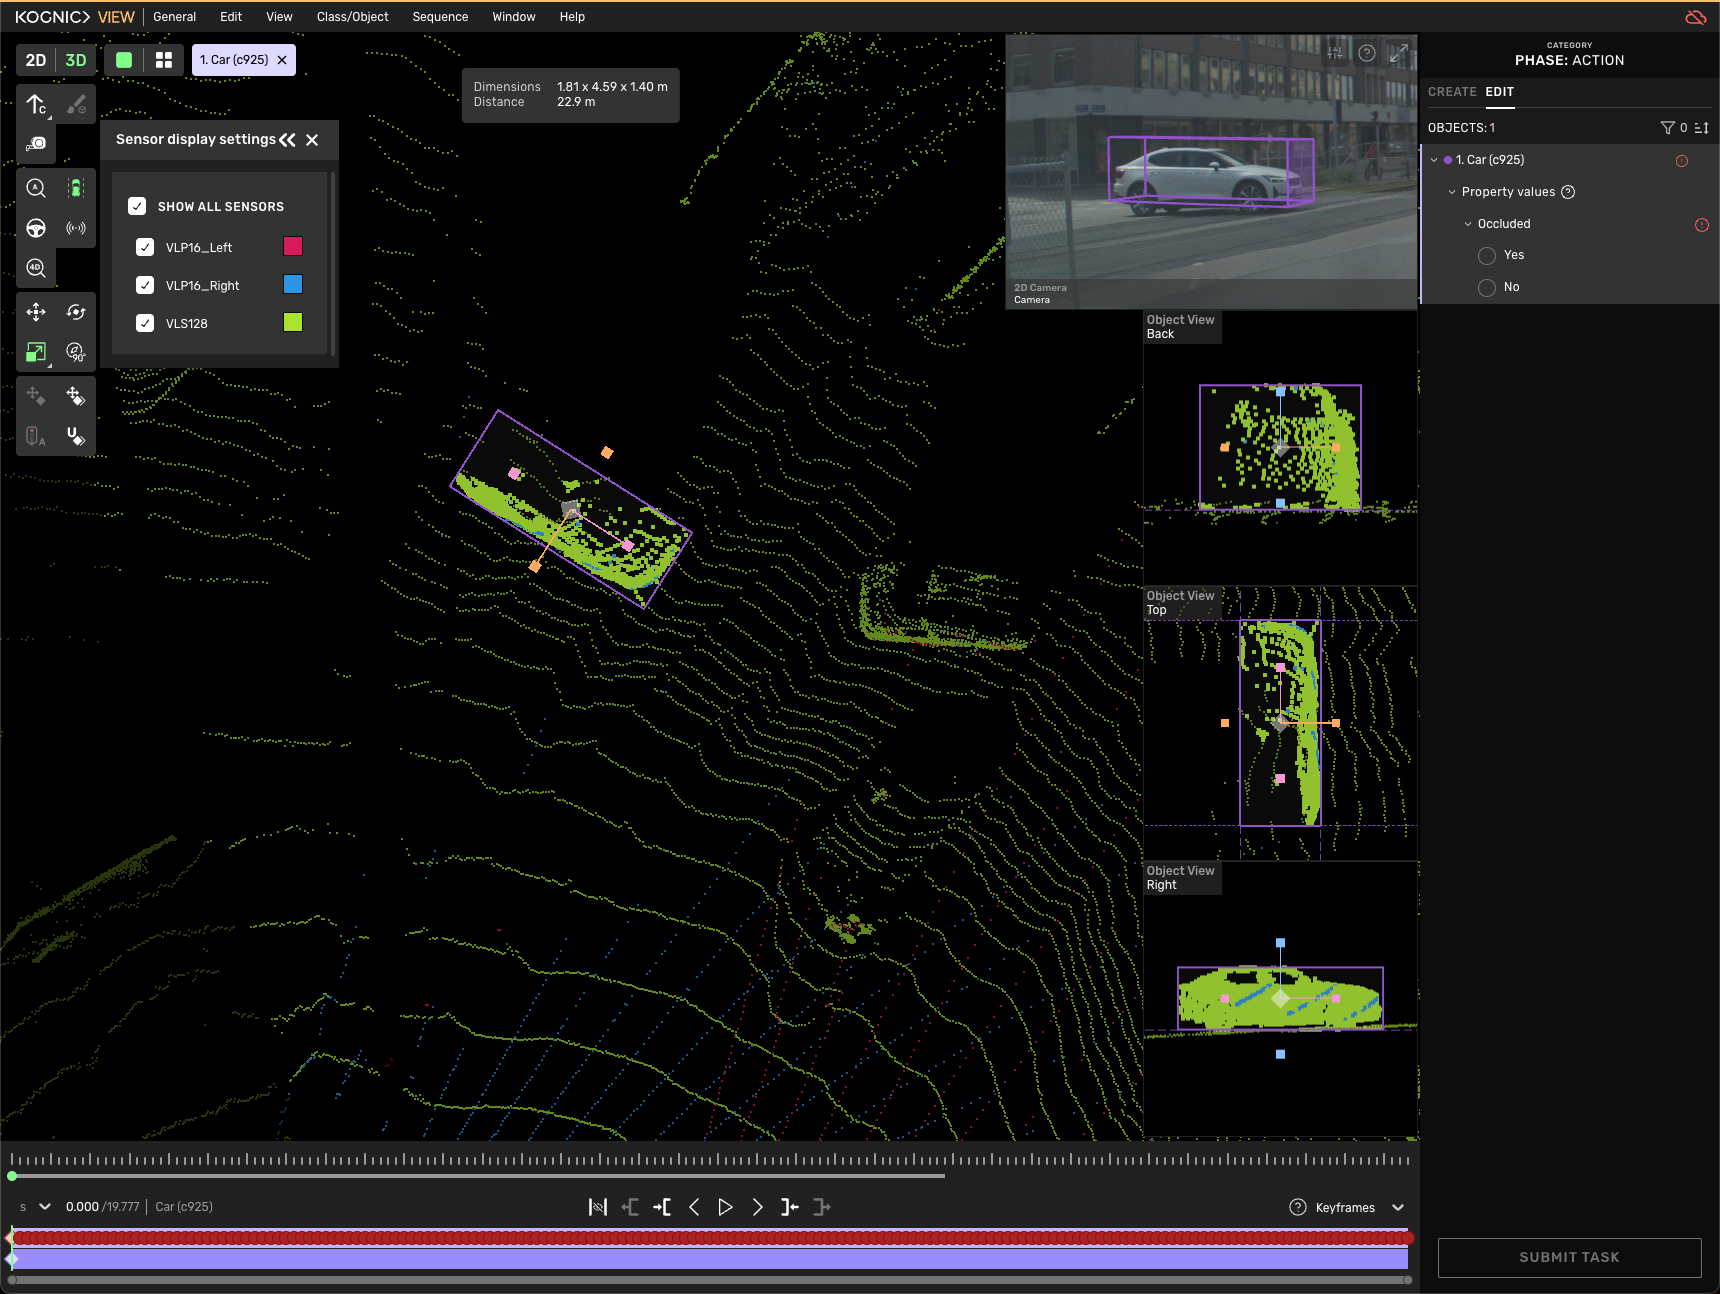 KOGNIC VIEW General Edit View Class/Object Sequence Window Help
2D 3D 1. Car (c925)
Dimensions 1.81 x 4.59 x 1.40 m
Distance 22.9 m
Sensor display settings
SHOW ALL SENSORS
VLP16_Left
VLP16_Right
VLS128
C
A
4D
90°
A
2D Camera
Camera
Object View
Back
Object View
Top
Object View
Right
CATEGORY
PHASE: ACTION
CREATE EDIT
OBJECTS: 1 0
1. Car (c925)
Property values
Occluded
Yes
No
s 0.000 /19.777 Car (c925) Keyframes
SUBMIT TASK